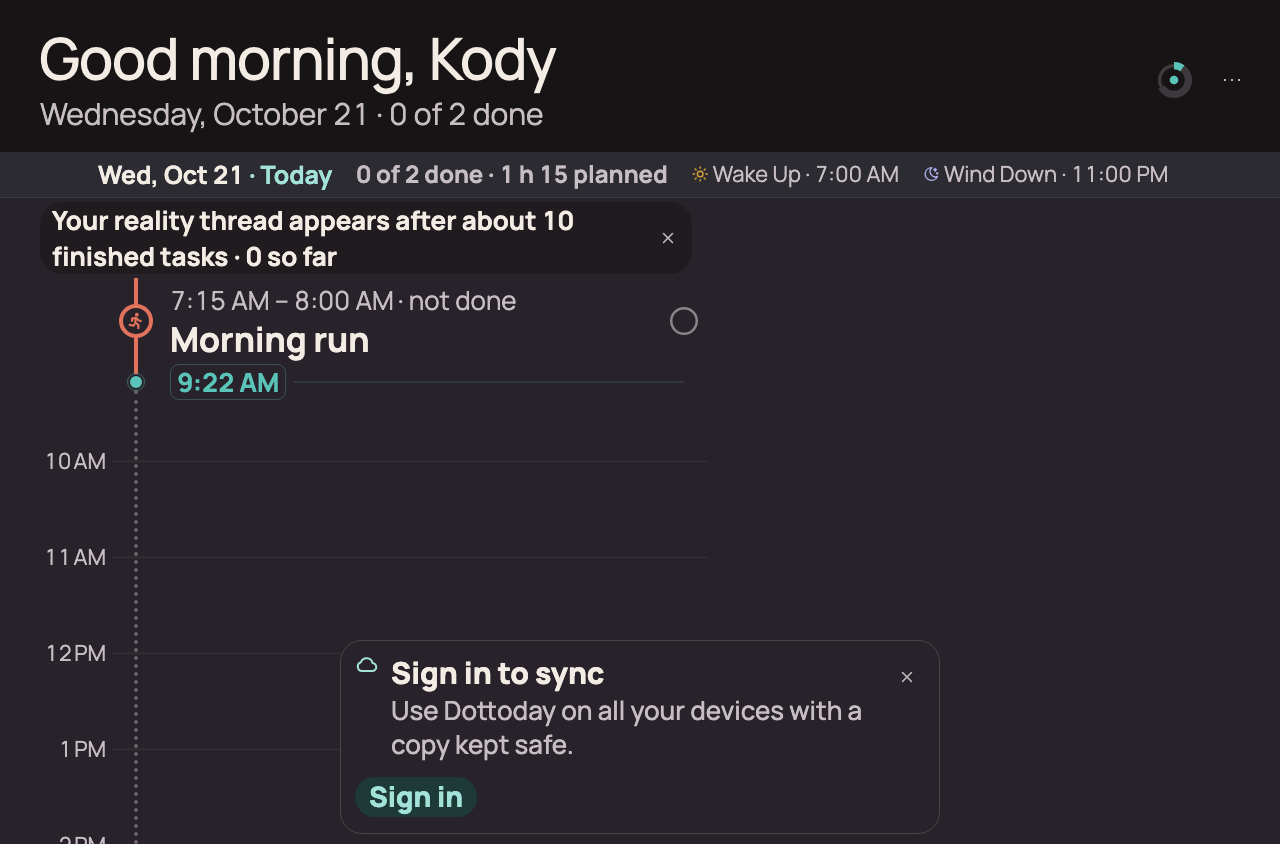 Good morning, Kody
Wednesday, October 21 · 0 of 2 done
...
Wed, Oct 21 · Today 0 of 2 done · 1 h 15 planned Wake Up · 7:00 AM Wind Down · 11:00 PM
Your reality thread appears after about 10
finished tasks · 0 so far
7:15 AM – 8:00 AM · not done
Morning run
9:22 AM
10 AM
11 AM
12 PM
Sign in to sync
Use Dottoday on all your devices with a
copy kept safe.
1 PM
Sign in
2 PM